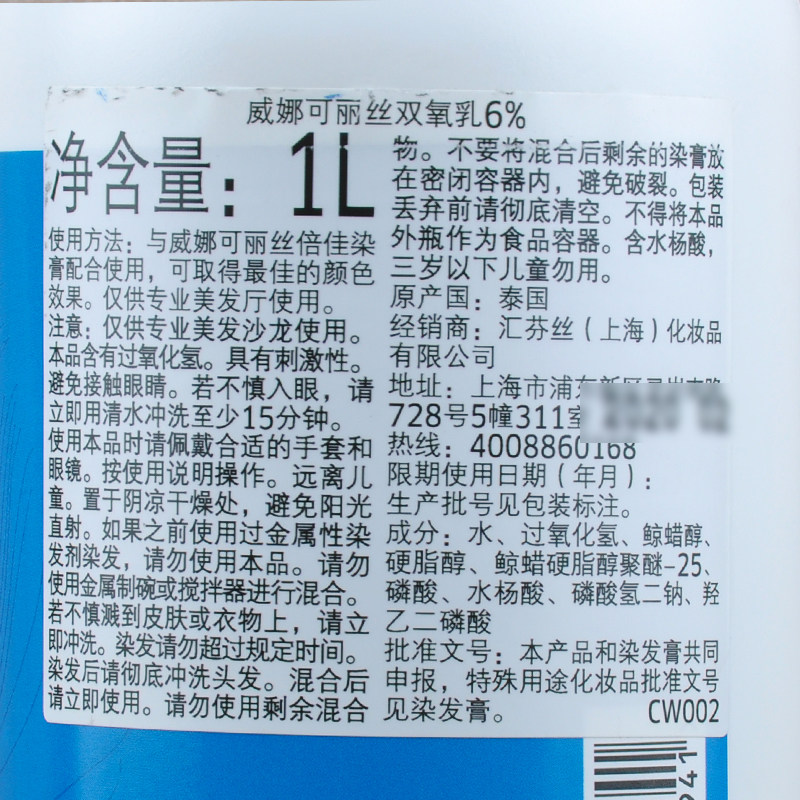 威娜可丽丝双氧乳6%
净含量：1L
使用方法：与威娜可丽丝倍佳染
膏配合使用，可取得最佳的颜色
效果。仅供专业美发厅使用。
注意：仅供专业美发沙龙使用。
本品含有过氧化氢。具有刺激性。
避免接触眼睛。若不慎入眼，请
立即用清水冲洗至少15分钟。
使用本品时请佩戴合适的手套和
眼镜。按使用说明操作。远离儿
童。置于阴凉干燥处，避免阳光
直射。如果之前使用过金属性染
发剂染发，请勿使用本品。请勿
使用金属制碗或搅拌器进行混合。
若不慎溅到皮肤或衣物上，请立
即冲洗。染发请勿超过规定时间。
染发后请彻底冲洗头发。混合后
请立即使用。请勿使用剩余混合
物。不要将混合后剩余的染膏放
在密闭容器内，避免破裂。包装
丢弃前请彻底清空。不得将本品
外瓶作为食品容器。含水杨酸，
三岁以下儿童勿用。
原产国：泰国
经销商：汇芬丝（上海）化妆品
有限公司
地址：上海市浦东新区
728号5幢311室
热线：4008860168
限期使用日期（年月）：
生产批号见包装标注。
成分：水、过氧化氢、鲸蜡醇、
硬脂醇、鲸蜡硬脂醇聚醚-25、
磷酸、水杨酸、磷酸氢二钠、羟
乙二磷酸
批准文号：本产品和染发膏共同
申报，特殊用途化妆品批准文号
见染发膏。
CW002